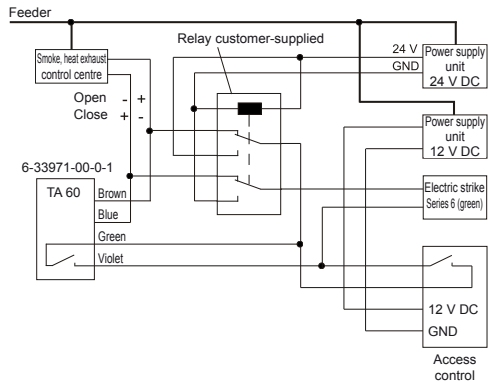 Feeder
Relay customer-supplied
24 V
GND
Power supply
unit
24 V DC
Smoke, heat exhaust
control centre
Open - +
Close + -
Power supply
unit
12 V DC
6-33971-00-0-1
TA 60
Brown
Blue
Green
Violet
Electric strike
Series 6 (green)
12 V DC
GND
Access
control